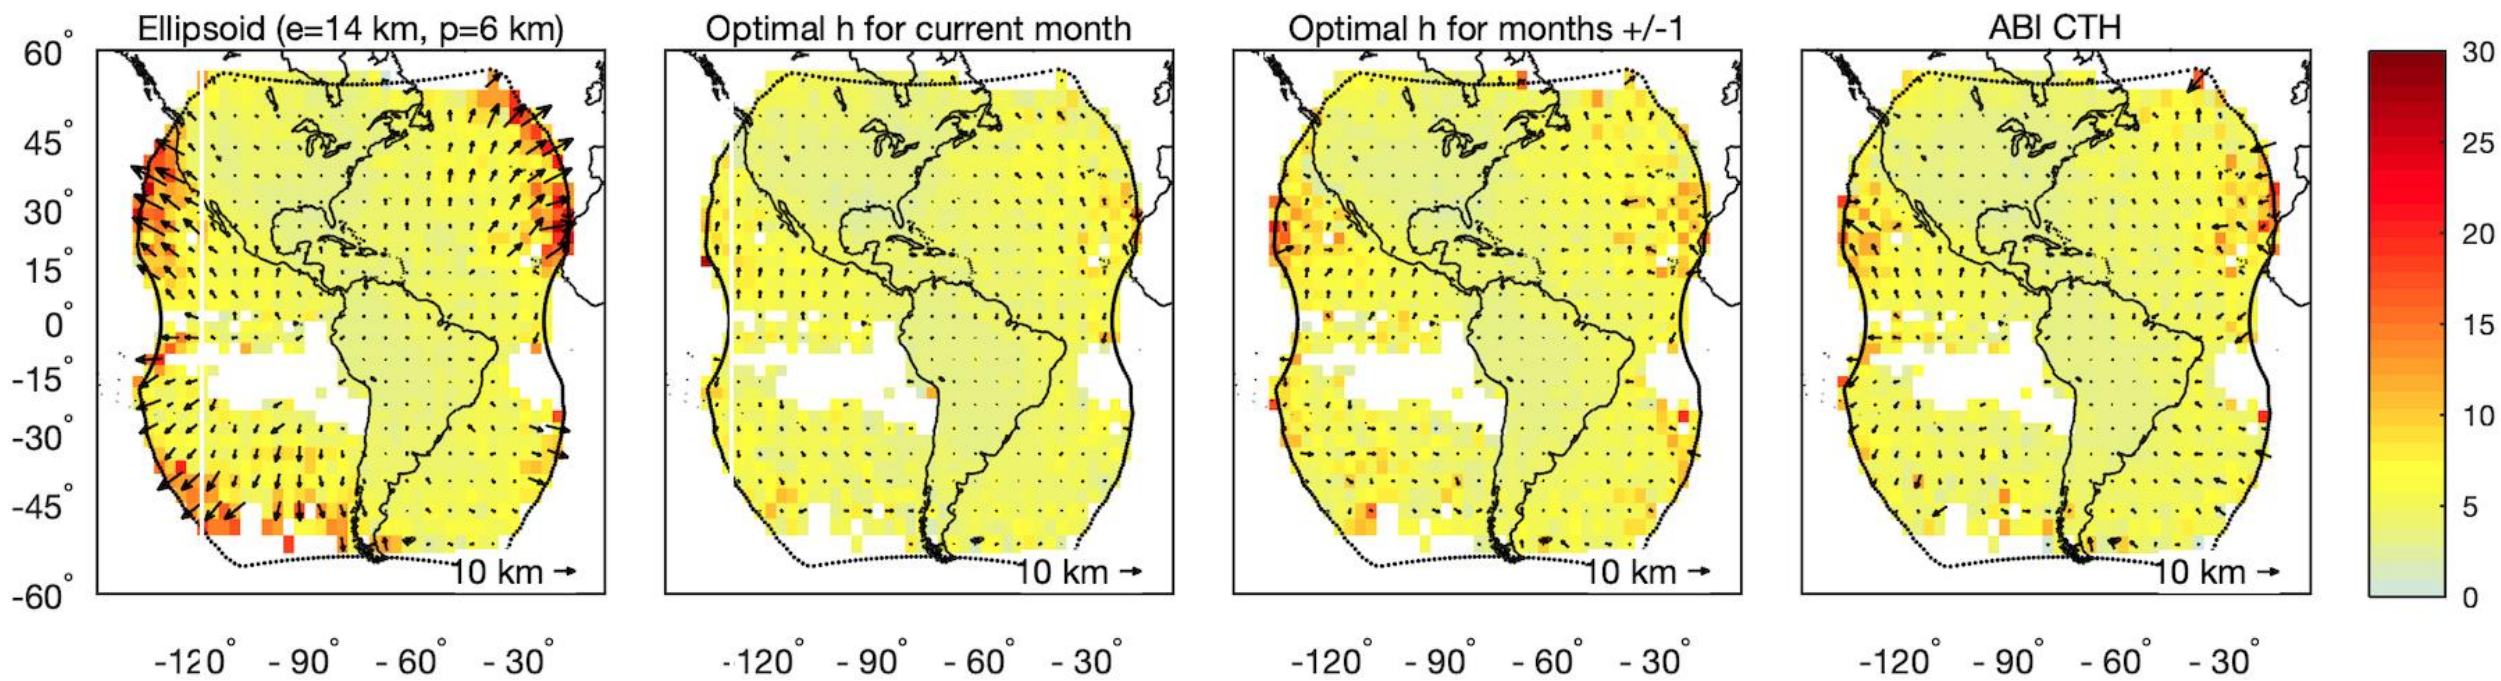 Ellipsoid (e=14 km, p=6 km)
Optimal h for current month
Optimal h for months +/-1
ABI CTH
60°
45°
30°
15°
0°
-15°
-30°
-45°
-60°
10 km
10 km
10 km
10 km
30
25
20
15
10
5
0
-120° -90° -60° -30°
-120° -90° -60° -30°
-120° -90° -60° -30°
-120° -90° -60° -30°